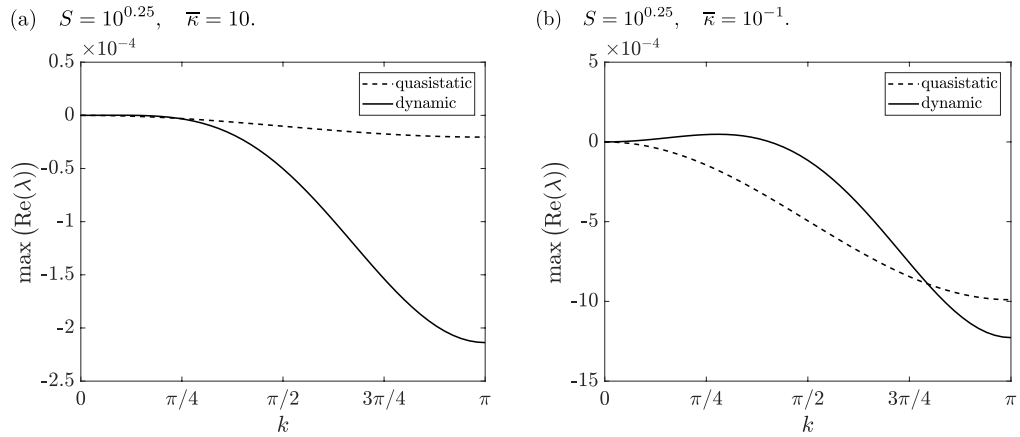 (a) S = 10^{0.25}, κ̅ = 10.
×10^{-4}
0.5
0
-0.5
-1
-1.5
-2
-2.5
max (Re(λ))
quasistatic
dynamic
0 π/4 π/2 3π/4 π
k
(b) S = 10^{0.25}, κ̅ = 10^{-1}.
×10^{-4}
5
0
-5
-10
-15
max (Re(λ))
quasistatic
dynamic
0 π/4 π/2 3π/4 π
k